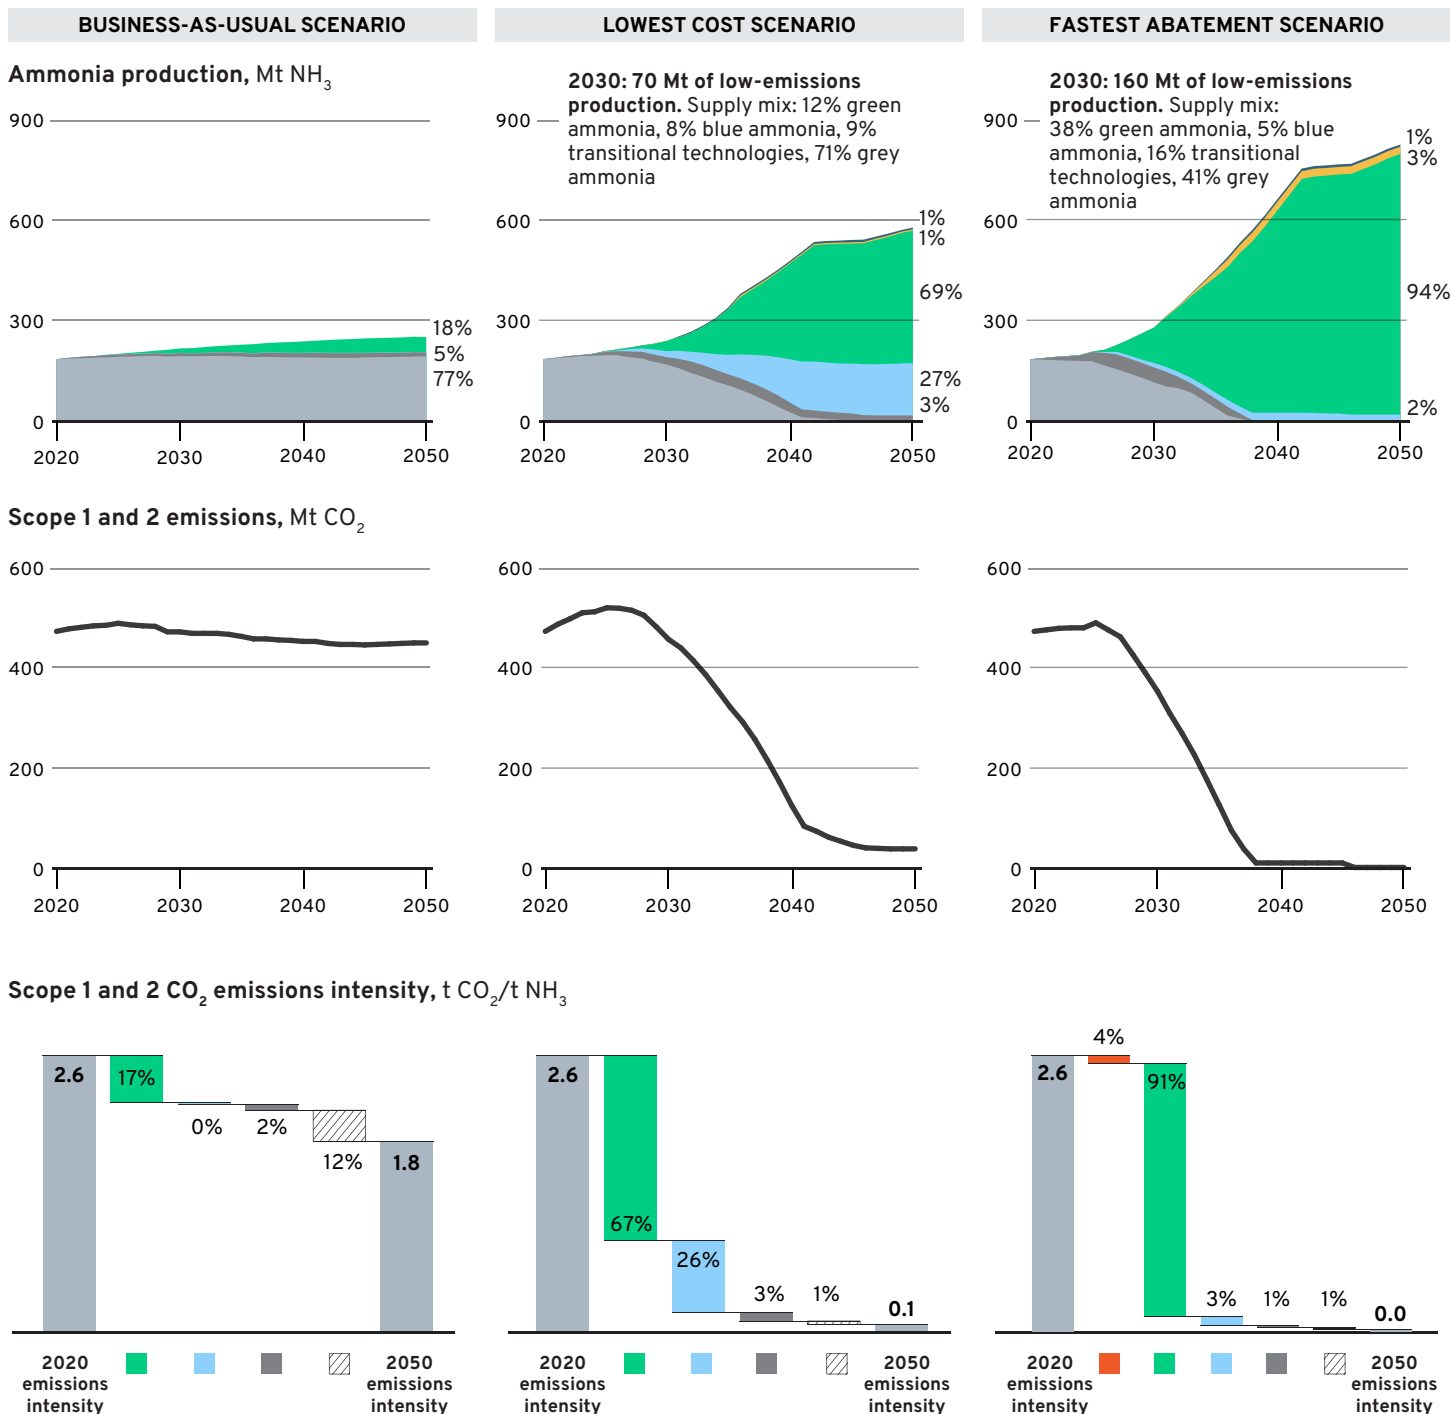 BUSINESS-AS-USUAL SCENARIO
LOWEST COST SCENARIO
FASTEST ABATEMENT SCENARIO
Ammonia production, Mt NH3
900
600
300
0
18%
5%
77%
2020 2030 2040 2050
2030: 70 Mt of low-emissions
production. Supply mix: 12% green
ammonia, 8% blue ammonia, 9%
transitional technologies, 71% grey
ammonia
900
600
300
0
1%
1%
69%
27%
3%
2020 2030 2040 2050
2030: 160 Mt of low-emissions
production. Supply mix:
38% green ammonia, 5% blue
ammonia, 16% transitional
technologies, 41% grey
ammonia
900
600
300
0
1%
3%
94%
2%
2020 2030 2040 2050
Scope 1 and 2 emissions, Mt CO2
600
400
200
0
2020 2030 2040 2050
600
400
200
0
2020 2030 2040 2050
600
400
200
0
2020 2030 2040 2050
Scope 1 and 2 CO2 emissions intensity, t CO2/t NH3
2.6
17%
0%
2%
12%
1.8
2020
emissions
intensity
2050
emissions
intensity
2.6
67%
26%
3%
1%
0.1
2020
emissions
intensity
2050
emissions
intensity
2.6
4%
91%
3%
1%
1%
0.0
2020
emissions
intensity
2050
emissions
intensity